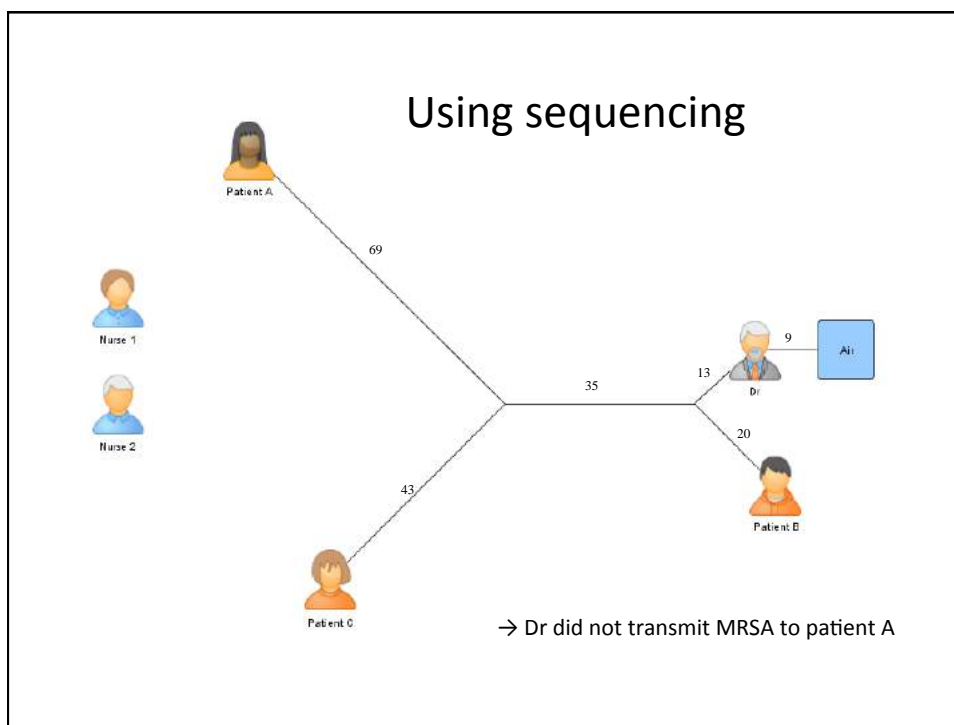 Using sequencing
Patient A
69
Nurse 1
9
Air
13
Dr
35
Nurse 2
20
43
Patient B
Patient C
→ Dr did not transmit MRSA to patient A